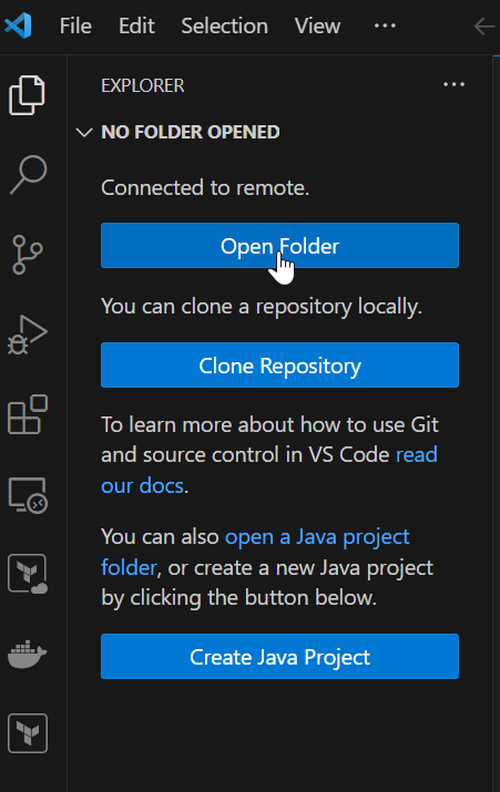 File Edit Selection View ···
EXPLORER ···
NO FOLDER OPENED
Connected to remote.
Open Folder
You can clone a repository locally.
Clone Repository
To learn more about how to use Git
and source control in VS Code read
our docs.
You can also open a Java project
folder, or create a new Java project
by clicking the button below.
Create Java Project